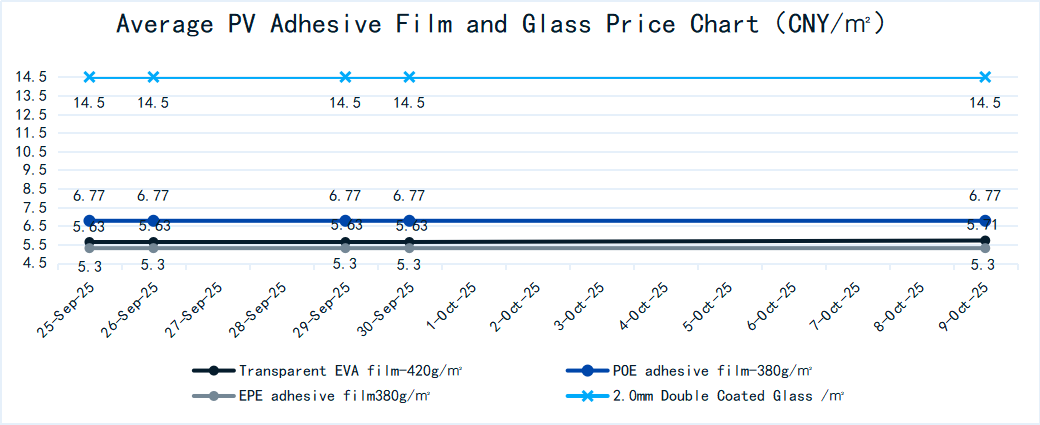 Average PV Adhesive Film and Glass Price Chart (CNY/㎡)
14.5
13.5
12.5
11.5
10.5
9.5
8.5
7.5
6.5
5.5
4.5
14.5 14.5 14.5 14.5 14.5
6.77 6.77 6.77 6.77 6.77
5.63 5.63 5.63 5.63 5.71
5.3 5.3 5.3 5.3 5.3
25-Sep-25 26-Sep-25 27-Sep-25 28-Sep-25 29-Sep-25 30-Sep-25 1-Oct-25 2-Oct-25 3-Oct-25 4-Oct-25 5-Oct-25 6-Oct-25 7-Oct-25 8-Oct-25 9-Oct-25
Transparent EVA film-420g/㎡ POE adhesive film-380g/㎡
EPE adhesive film380g/㎡ 2.0mm Double Coated Glass /㎡